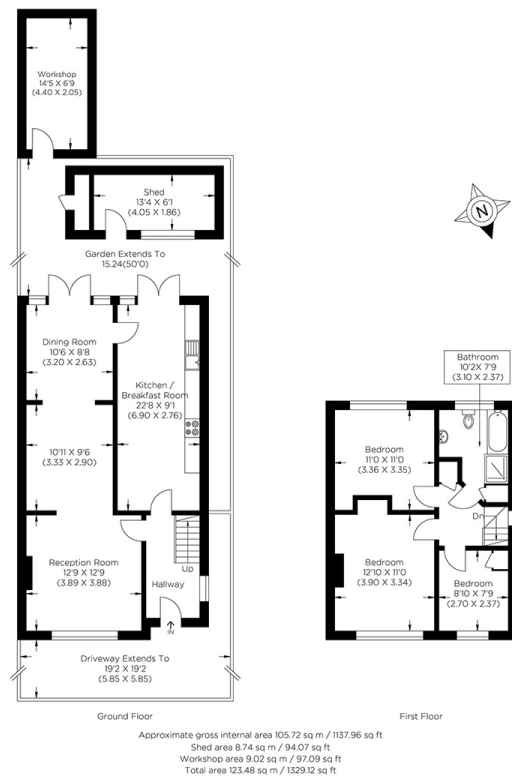 Workshop
14'5 X 6'9
(4.40 X 2.05)
Shed
13'4 X 6'1
(4.05 X 1.86)
N
Garden Extends To
15.24(50'0)
Dining Room
10'6 X 8'8
(3.20 X 2.63)
Kitchen /
Breakfast Room
22'8 X 9'1
(6.90 X 2.76)
10'11 X 9'6
(3.33 X 2.90)
Reception Room
12'9 X 12'9
(3.89 X 3.88)
Up
Hallway
IN
Driveway Extends To
19'2 X 19'2
(5.85 X 5.85)
Bathroom
10'2X 7'9
(3.10 X 2.37)
Bedroom
11'0 X 11'0
(3.36 X 3.35)
Dn
Bedroom
12'10 X 11'0
(3.90 X 3.34)
Bedroom
8'10 X 7'9
(2.70 X 2.37)
Ground Floor
First Floor
Approximate gross internal area 105.72 sq m / 1137.96 sq ft
Shed area 8.74 sq m / 94.07 sq ft
Workshop area 9.02 sq m / 97.09 sq ft
Total area 123.48 sq m / 1329.12 sq ft